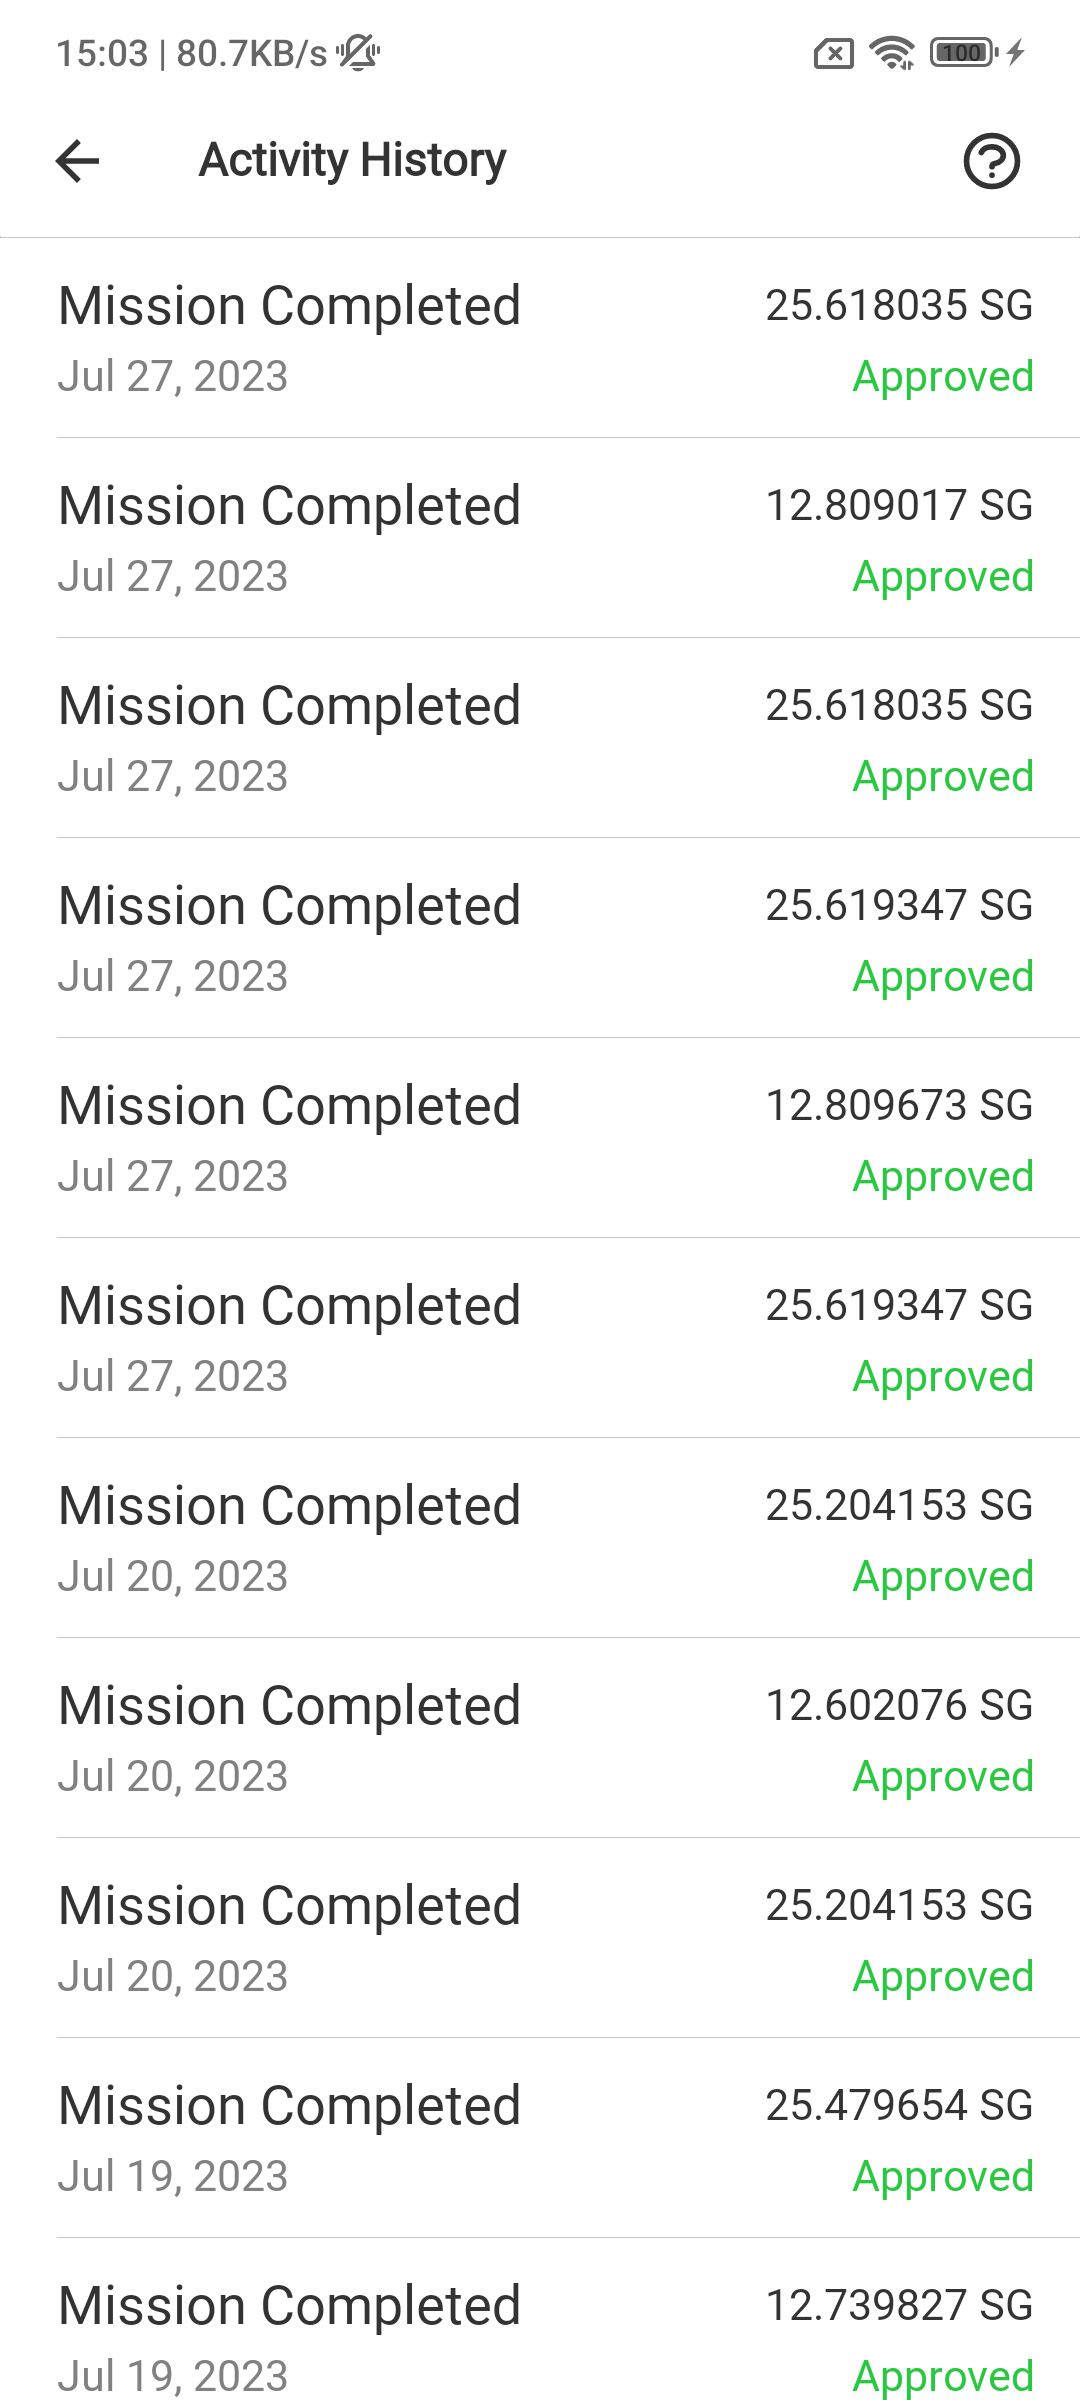 15:03 | 80.7KB/s 100
Activity History
Mission Completed 25.618035 SG
Jul 27, 2023 Approved
Mission Completed 12.809017 SG
Jul 27, 2023 Approved
Mission Completed 25.618035 SG
Jul 27, 2023 Approved
Mission Completed 25.619347 SG
Jul 27, 2023 Approved
Mission Completed 12.809673 SG
Jul 27, 2023 Approved
Mission Completed 25.619347 SG
Jul 27, 2023 Approved
Mission Completed 25.204153 SG
Jul 20, 2023 Approved
Mission Completed 12.602076 SG
Jul 20, 2023 Approved
Mission Completed 25.204153 SG
Jul 20, 2023 Approved
Mission Completed 25.479654 SG
Jul 19, 2023 Approved
Mission Completed 12.739827 SG
Jul 19, 2023 Approved